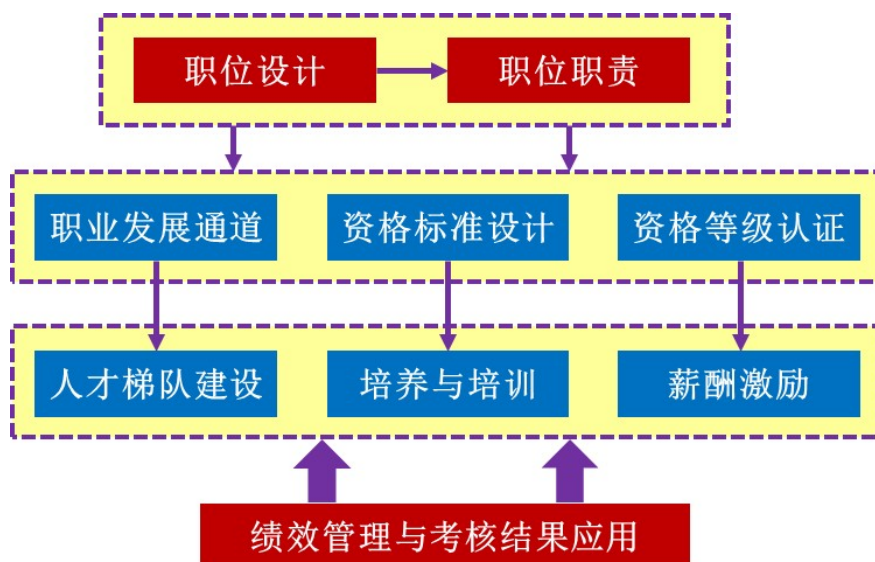 职位设计
职位职责
职业发展通道
资格标准设计
资格等级认证
人才梯队建设
培养与培训
薪酬激励
绩效管理与考核结果应用